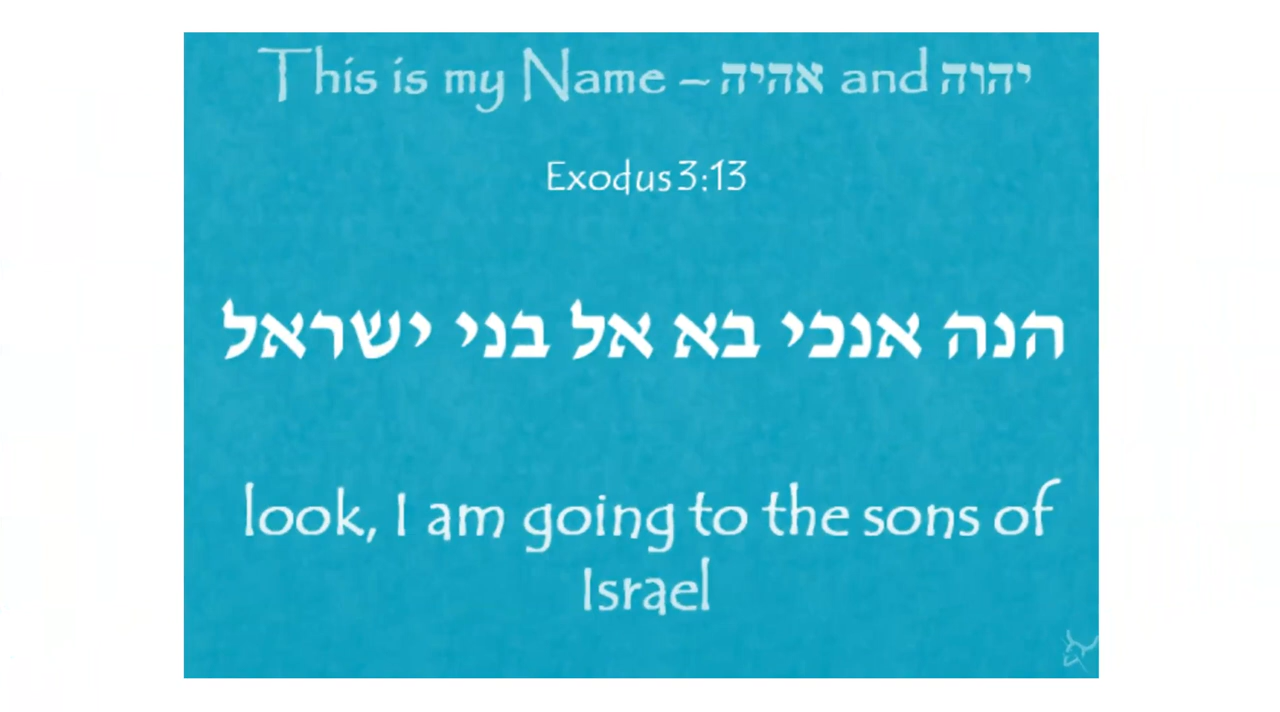 This is my Name – אהיה and יהוה
Exodus 3:13
הנה אנכי בא אל בני ישראל
look, I am going to the sons of
Israel